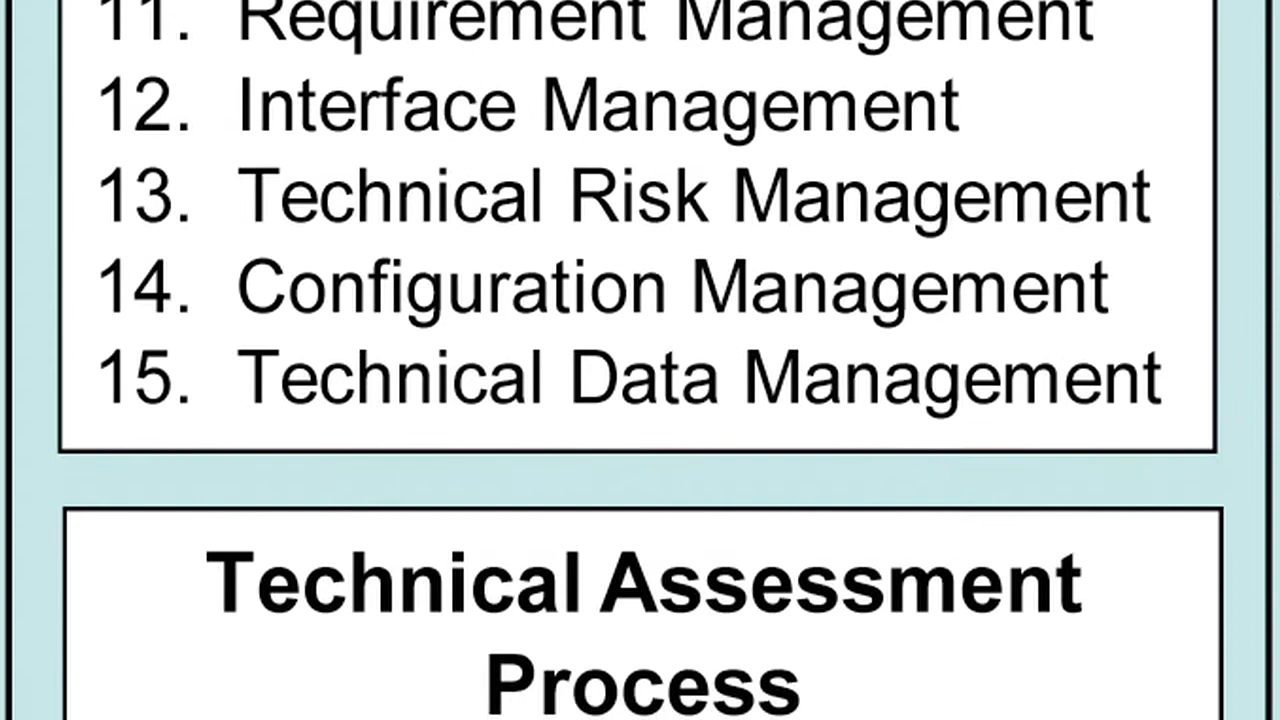 11. Requirement Management
12. Interface Management
13. Technical Risk Management
14. Configuration Management
15. Technical Data Management
Technical Assessment
Process